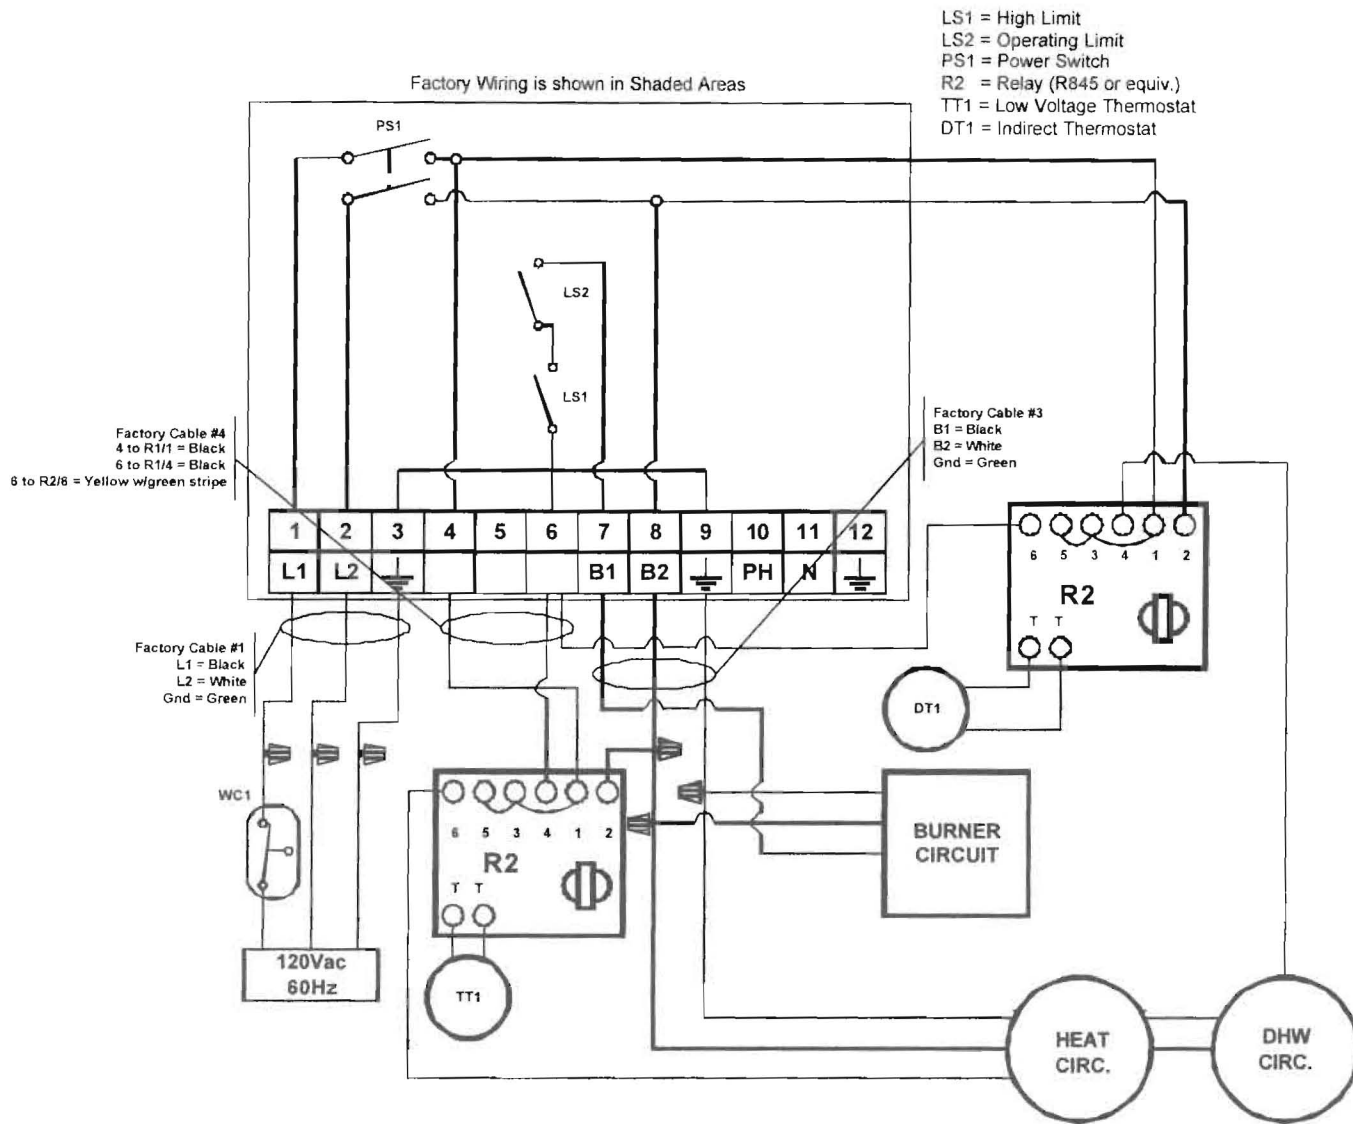 LS1 = High Limit
LS2 = Operating Limit
PS1 = Power Switch
R2 = Relay (R845 or equiv.)
TT1 = Low Voltage Thermostat
DT1 = Indirect Thermostat
Factory Wiring is shown in Shaded Areas
PS1
LS2
LS1
Factory Cable #4
4 to R1/1 = Black
6 to R1/4 = Black
6 to R2/6 = Yellow w/green stripe
Factory Cable #3
B1 = Black
B2 = White
Gnd = Green
1 2 3 4 5 6 7 8 9 10 11 12
L1 L2 B1 B2 PH N
6 5 3 4 1 2
R2
T T
DT1
Factory Cable #1
L1 = Black
L2 = White
Gnd = Green
WC1
6 5 3 4 1 2
R2
T T
TT1
BURNER
CIRCUIT
120Vac
60Hz
HEAT
CIRC.
DHW
CIRC.